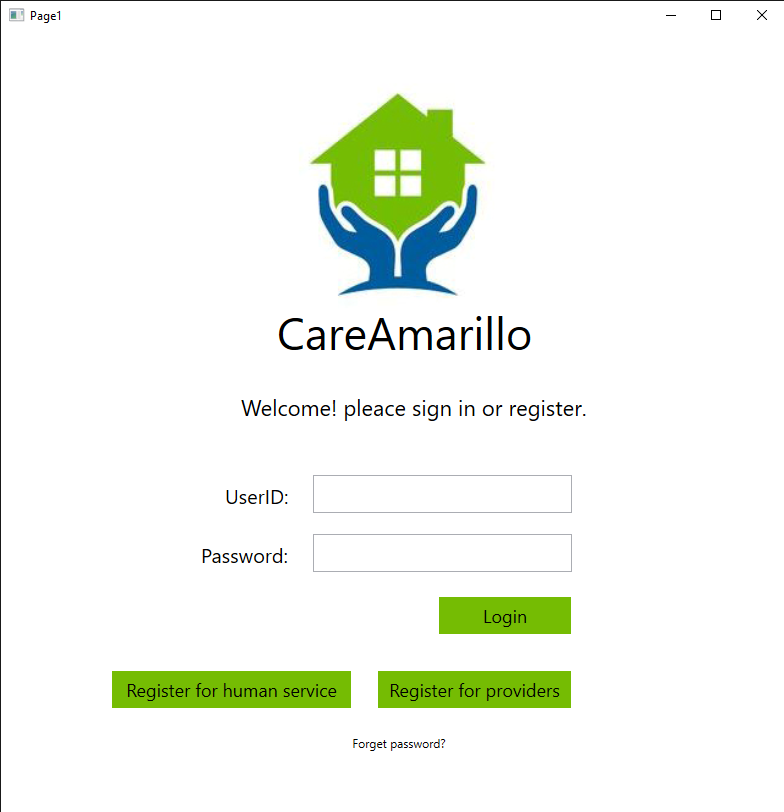 Page1
CareAmarillo
Welcome! pleace sign in or register.
UserID:
Password:
Login
Register for human service Register for providers
Forget password?